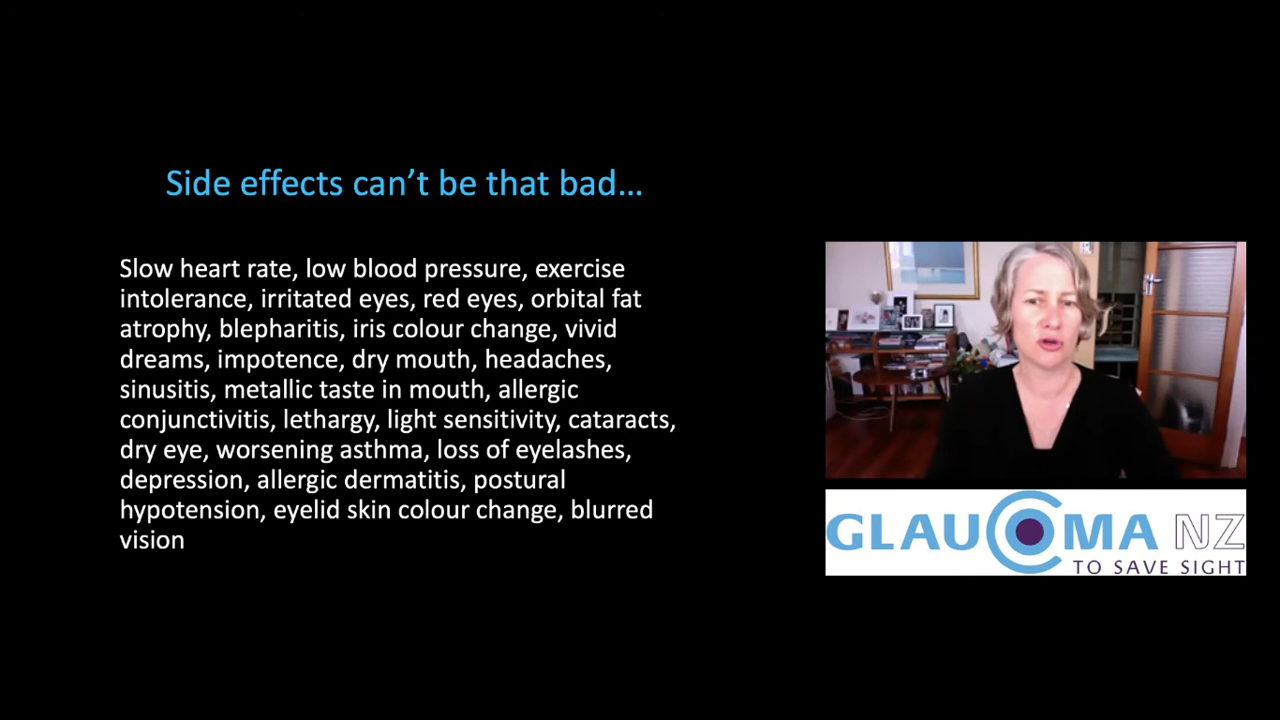 Side effects can't be that bad...
Slow heart rate, low blood pressure, exercise
intolerance, irritated eyes, red eyes, orbital fat
atrophy, blepharitis, iris colour change, vivid
dreams, impotence, dry mouth, headaches,
sinusitis, metallic taste in mouth, allergic
conjunctivitis, lethargy, light sensitivity, cataracts,
dry eye, worsening asthma, loss of eyelashes,
depression, allergic dermatitis, postural
hypotension, eyelid skin colour change, blurred
vision
GLAUCOMA NZ
TO SAVE SIGHT